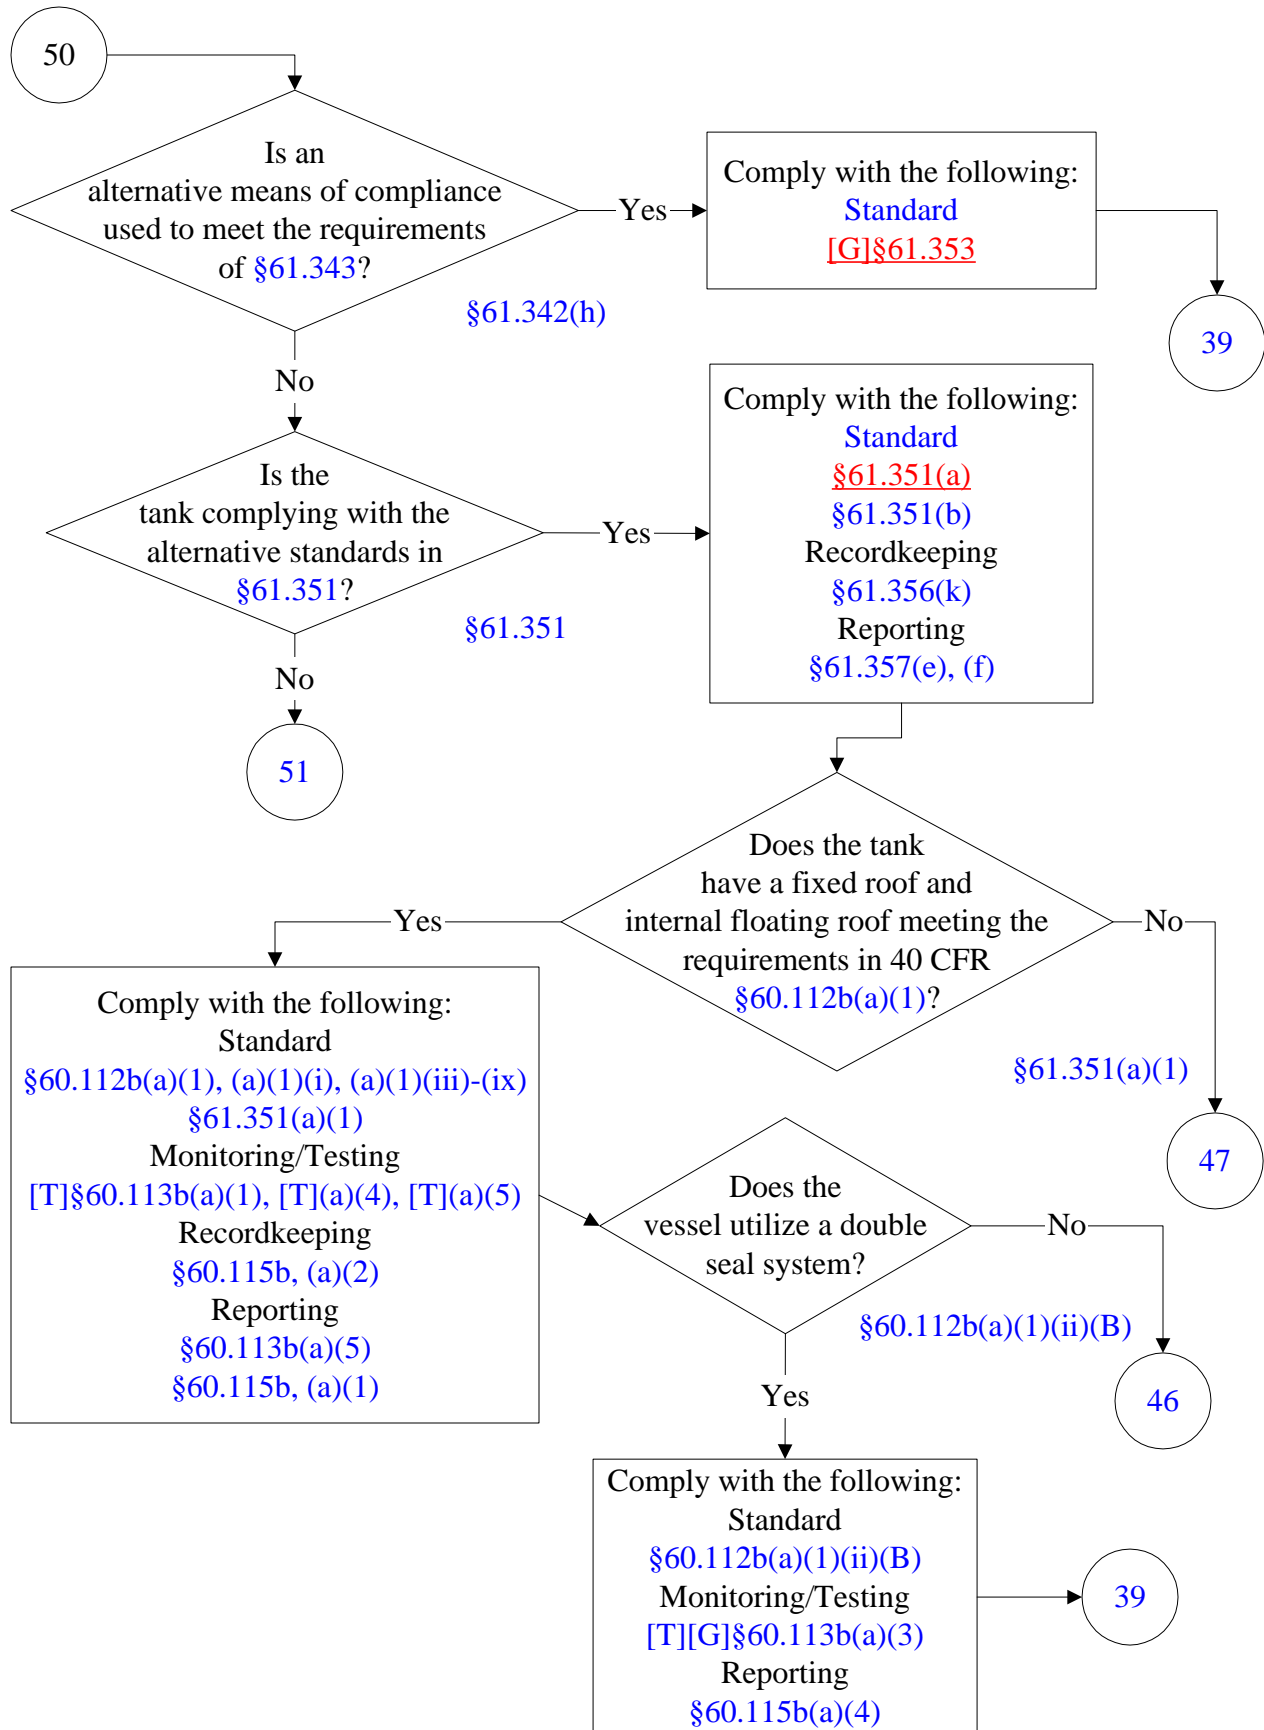 50
Is an
alternative means of compliance
used to meet the requirements
of §61.343?
§61.342(h)
Yes
Comply with the following:
Standard
[G]§61.353
39
No
Is the
tank complying with the
alternative standards in
§61.351?
§61.351
Yes
Comply with the following:
Standard
§61.351(a)
§61.351(b)
Recordkeeping
§61.356(k)
Reporting
§61.357(e), (f)
No
51
Does the tank
have a fixed roof and
internal floating roof meeting the
requirements in 40 CFR
§60.112b(a)(1)?
§61.351(a)(1)
No
47
Yes
Comply with the following:
Standard
§60.112b(a)(1), (a)(1)(i), (a)(1)(iii)-(ix)
§61.351(a)(1)
Monitoring/Testing
[T]§60.113b(a)(1), [T](a)(4), [T](a)(5)
Recordkeeping
§60.115b, (a)(2)
Reporting
§60.113b(a)(5)
§60.115b, (a)(1)
Does the
vessel utilize a double
seal system?
§60.112b(a)(1)(ii)(B)
No
46
Yes
Comply with the following:
Standard
§60.112b(a)(1)(ii)(B)
Monitoring/Testing
[T][G]§60.113b(a)(3)
Reporting
§60.115b(a)(4)
39